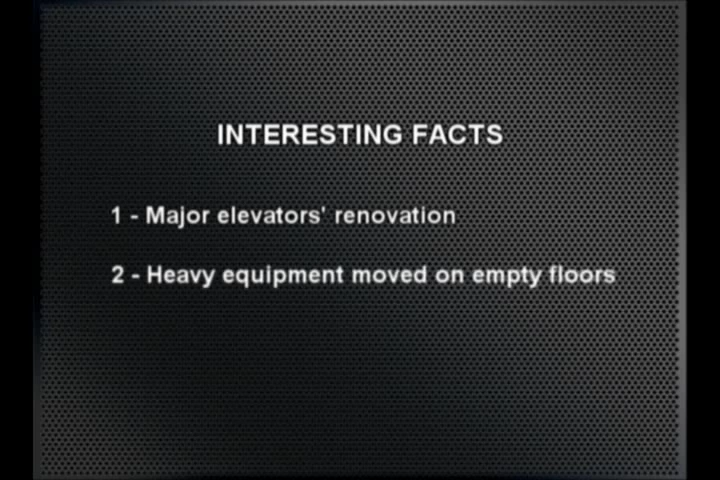 INTERESTING FACTS
1 - Major elevators' renovation
2 - Heavy equipment moved on empty floors